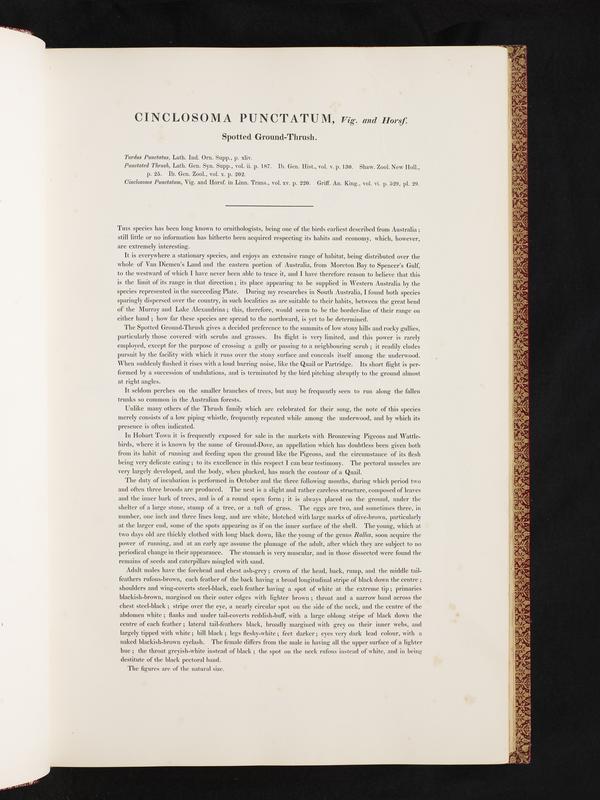 CINCLOSOMA PUNCTATUM, Vig. and Horsf.
Spotted Ground-Thrush.
Turdus Punctatus, Lath. Ind. Orn. Supp., p. xliv.
Punctated Thrush, Lath. Gen. Syn. Supp., vol. ii. p. 187. Ib. Gen. Hist., vol. v. p. 130. Shaw. Zool. New Holl.,
p. 25. Ib. Gen. Zool., vol. x. p. 202.
Cinclosoma Punctatum, Vig. and Horsf. in Linn. Trans., vol. xv. p. 220. Griff. An. King., vol. vi. p. 529, pl. 29.
This species has been long known to ornithologists, being one of the birds earliest described from Australia;
still little or no information has hitherto been acquired respecting its habits and economy, which, however,
are extremely interesting.
It is everywhere a stationary species, and enjoys an extensive range of habitat, being distributed over the
whole of Van Diemen's Land and the eastern portion of Australia, from Moreton Bay to Spencer's Gulf,
to the westward of which I have never been able to trace it, and I have therefore reason to believe that this
is the limit of its range in that direction; its place appearing to be supplied in Western Australia by the
species represented in the succeeding Plate. During my researches in South Australia, I found both species
sparingly dispersed over the country, in such localities as are suitable to their habits, between the great bend
of the Murray and Lake Alexandrina; this, therefore, would seem to be the border-line of their range on
either hand; how far these species are spread to the northward, is yet to be determined.
The Spotted Ground-Thrush gives a decided preference to the summits of low stony hills and rocky gullies,
particularly those covered with scrubs and grasses. Its flight is very limited, and this power is rarely
employed, except for the purpose of crossing a gully or passing to a neighbouring scrub; it readily eludes
pursuit by the facility with which it runs over the stony surface and conceals itself among the underwood.
When suddenly flushed it rises with a loud burring noise, like the Quail or Partridge. Its short flight is per-
formed by a succession of undulations, and is terminated by the bird pitching abruptly to the ground almost
at right angles.
It seldom perches on the smaller branches of trees, but may be frequently seen to run along the fallen
trunks so common in the Australian forests.
Unlike many others of the Thrush family which are celebrated for their song, the note of this species
merely consists of a low piping whistle, frequently repeated while among the underwood, and by which its
presence is often indicated.
In Hobart Town it is frequently exposed for sale in the markets with Bronzewing Pigeons and Wattle-
birds, where it is known by the name of Ground-Dove, an appellation which has doubtless been given both
from its habit of running and feeding upon the ground like the Pigeons, and the circumstance of its flesh
being very delicate eating; to its excellence in this respect I can bear testimony. The pectoral muscles are
very largely developed, and the body, when plucked, has much the contour of a Quail.
The duty of incubation is performed in October and the three following months, during which period two
and often three broods are produced. The nest is a slight and rather careless structure, composed of leaves
and the inner bark of trees, and is of a round open form; it is always placed on the ground, under the
shelter of a large stone, stump of a tree, or a tuft of grass. The eggs are two, and sometimes three, in
number, one inch and three lines long, and are white, blotched with large marks of olive-brown, particularly
at the larger end, some of the spots appearing as if on the inner surface of the shell. The young, which at
two days old are thickly clothed with long black down, like the young of the genus Rallus, soon acquire the
power of running, and at an early age assume the plumage of the adult, after which they are subject to no
periodical change in their appearance. The stomach is very muscular, and in those dissected were found the
remains of seeds and caterpillars mingled with sand.
Adult males have the forehead and chest ash-grey; crown of the head, back, rump, and the middle tail-
feathers rufous-brown, each feather of the back having a broad longitudinal stripe of black down the centre;
shoulders and wing-coverts steel-black, each feather having a spot of white at the extreme tip; primaries
blackish-brown, margined on their outer edges with lighter brown; throat and a narrow band across the
chest steel-black; stripe over the eye, a nearly circular spot on the side of the neck, and the centre of the
abdomen white; flanks and under tail-coverts reddish-buff, with a large oblong stripe of black down the
centre of each feather; lateral tail-feathers black, broadly margined with grey on their inner webs, and
largely tipped with white; bill black; legs fleshy-white; feet darker; eyes very dark lead colour, with a
naked blackish-brown eyelash. The female differs from the male in having all the upper surface of a lighter
hue; the throat greyish-white instead of black; the spot on the neck rufous instead of white, and in being
destitute of the black pectoral band.
The figures are of the natural size.